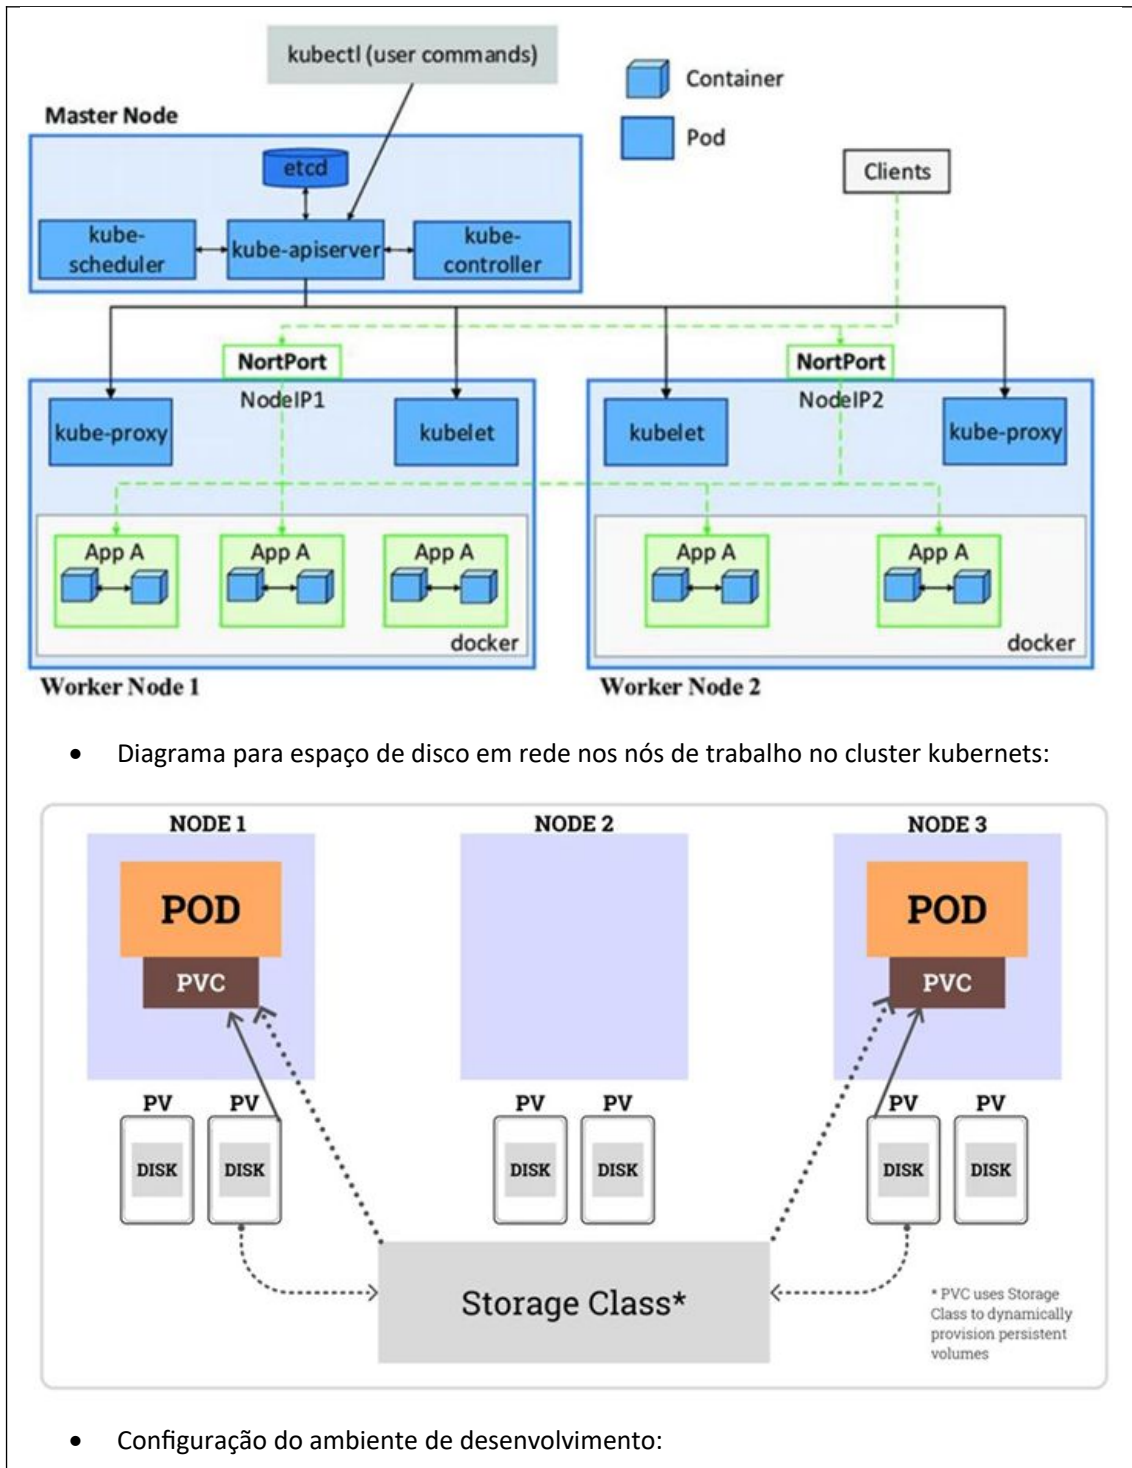 kubectl (user commands)
Container
Master Node
Pod
etcd
Clients
kube-
scheduler
kube-apiserver
kube-
controller
NortPort
NortPort
NodeIP1
NodeIP2
kube-proxy
kubelet
kubelet
kube-proxy
App A
App A
App A
App A
App A
docker
docker
Worker Node 1
Worker Node 2
• Diagrama para espaço de disco em rede nos nós de trabalho no cluster kubernets:
NODE 1
NODE 2
NODE 3
POD
POD
PVC
PVC
PV
PV
PV
PV
PV
PV
DISK
DISK
DISK
DISK
DISK
DISK
Storage Class*
* PVC uses Storage
Class to dynamically
provision persistent
volumes
• Configuração do ambiente de desenvolvimento: